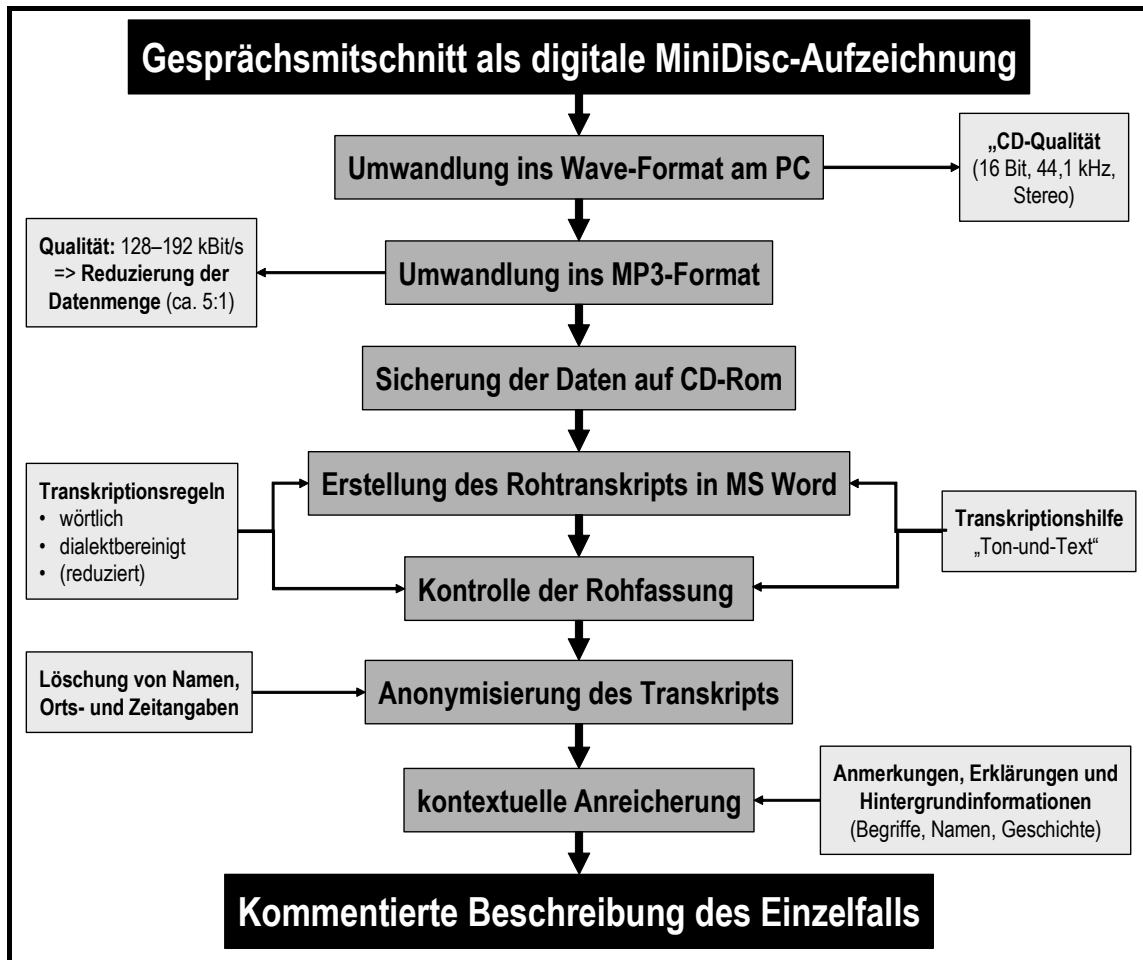 Gesprächsmitschnitt als digitale MiniDisc-Aufzeichnung
Umwandlung ins Wave-Format am PC
„CD-Qualität
(16 Bit, 44,1 kHz,
Stereo)
Qualität: 128–192 kBit/s
=> Reduzierung der
Datenmenge (ca. 5:1)
Umwandlung ins MP3-Format
Sicherung der Daten auf CD-Rom
Transkriptionsregeln
• wörtlich
• dialektbereinigt
• (reduziert)
Erstellung des Rohtranskripts in MS Word
Transkriptionshilfe
„Ton-und-Text“
Kontrolle der Rohfassung
Löschung von Namen,
Orts- und Zeitangaben
Anonymisierung des Transkripts
kontextuelle Anreicherung
Anmerkungen, Erklärungen und
Hintergrundinformationen
(Begriffe, Namen, Geschichte)
Kommentierte Beschreibung des Einzelfalls